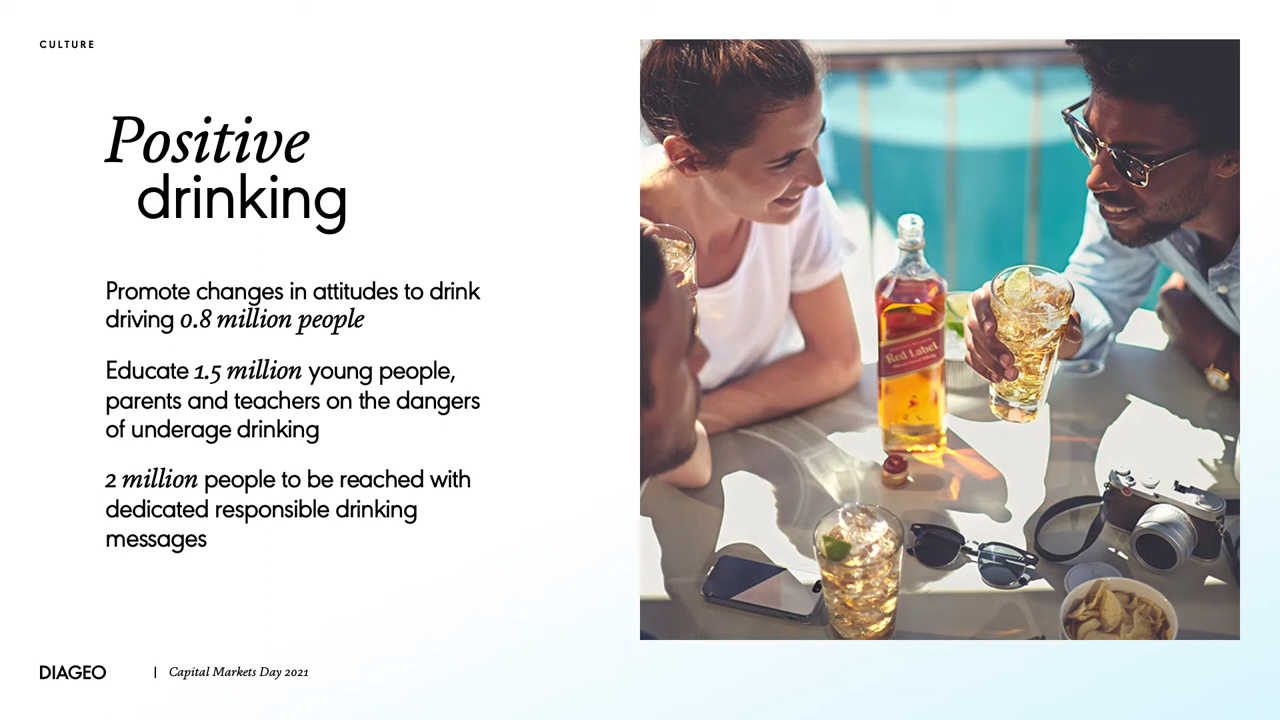 CULTURE
Positive
drinking
Promote changes in attitudes to drink
driving 0.8 million people
Educate 1.5 million young people,
parents and teachers on the dangers
of underage drinking
2 million people to be reached with
dedicated responsible drinking
messages
Red Label
DIAGEO | Capital Markets Day 2021